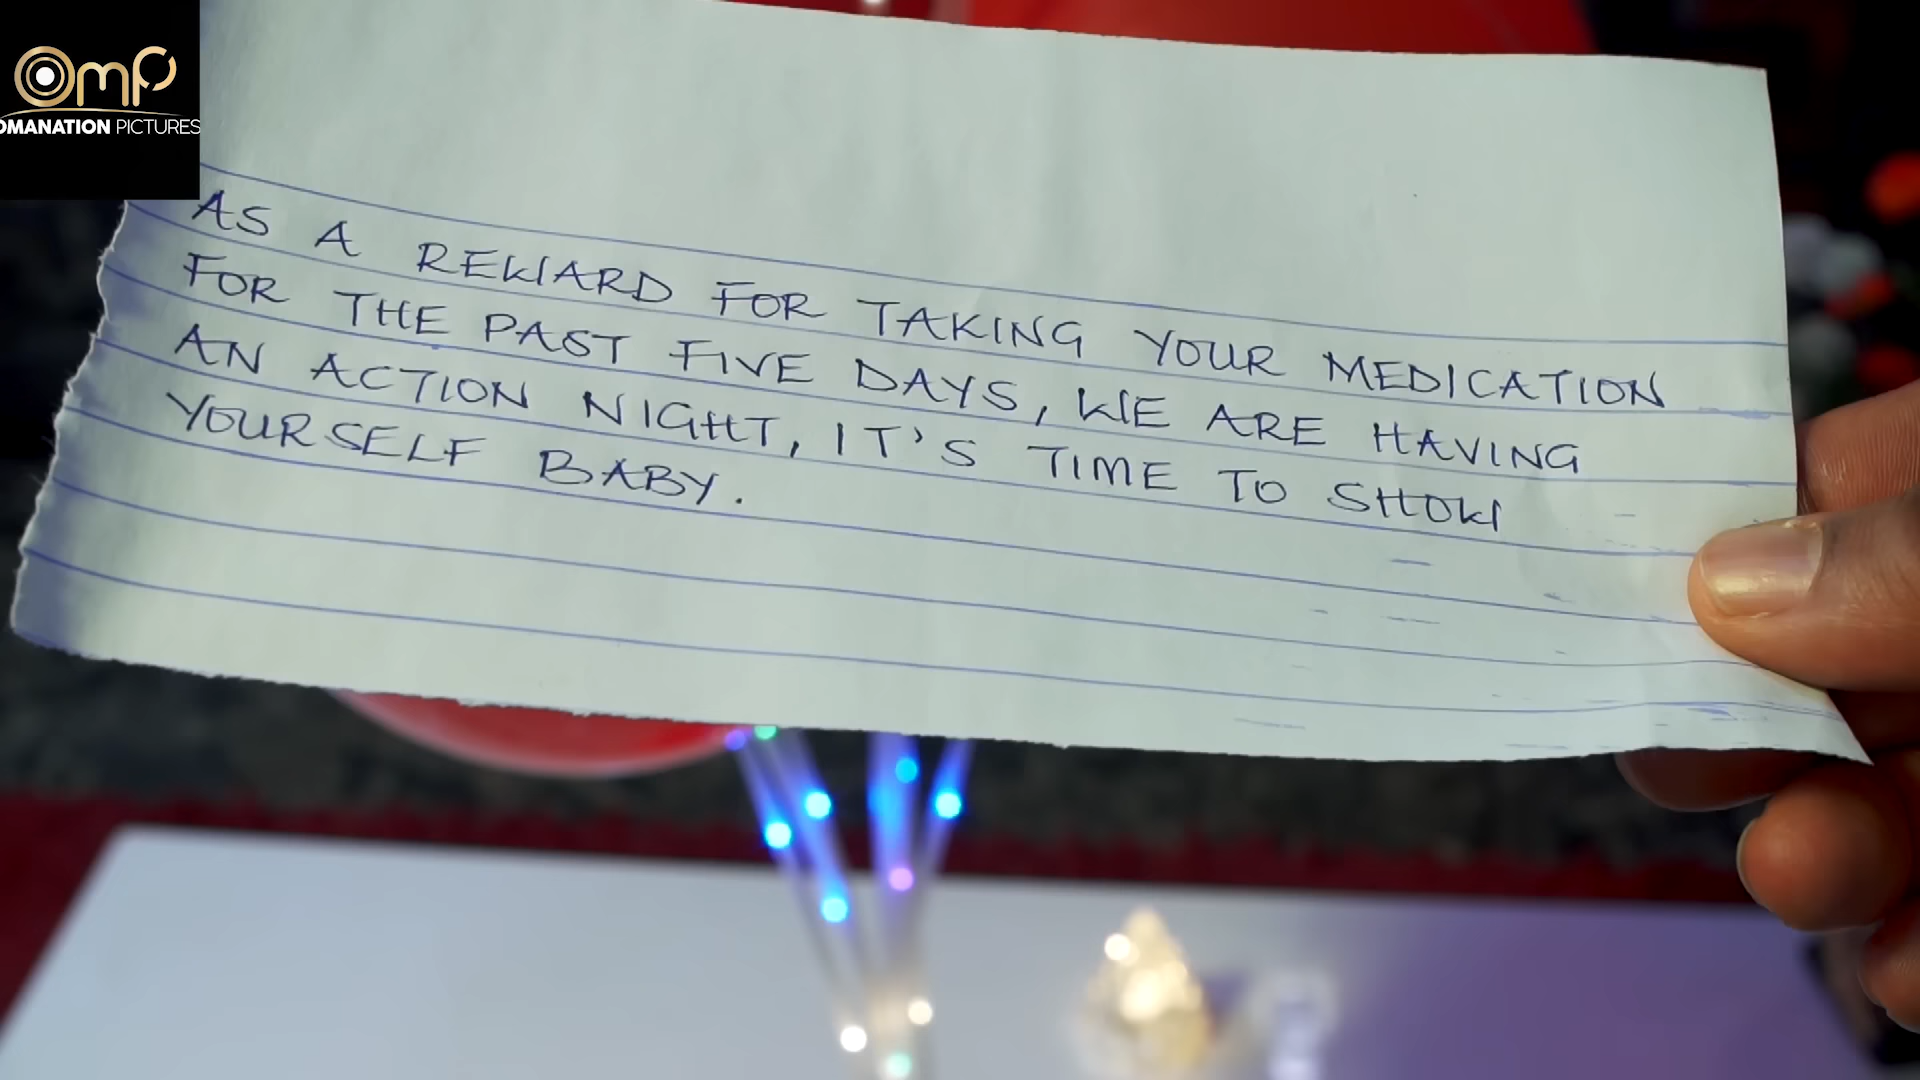 Omp
OMANATION PICTURES
AS A REWARD FOR TAKING YOUR MEDICATION
FOR THE PAST FIVE DAYS, WE ARE HAVING
AN ACTION NIGHT, IT'S TIME TO SHOW
YOURSELF BABY.